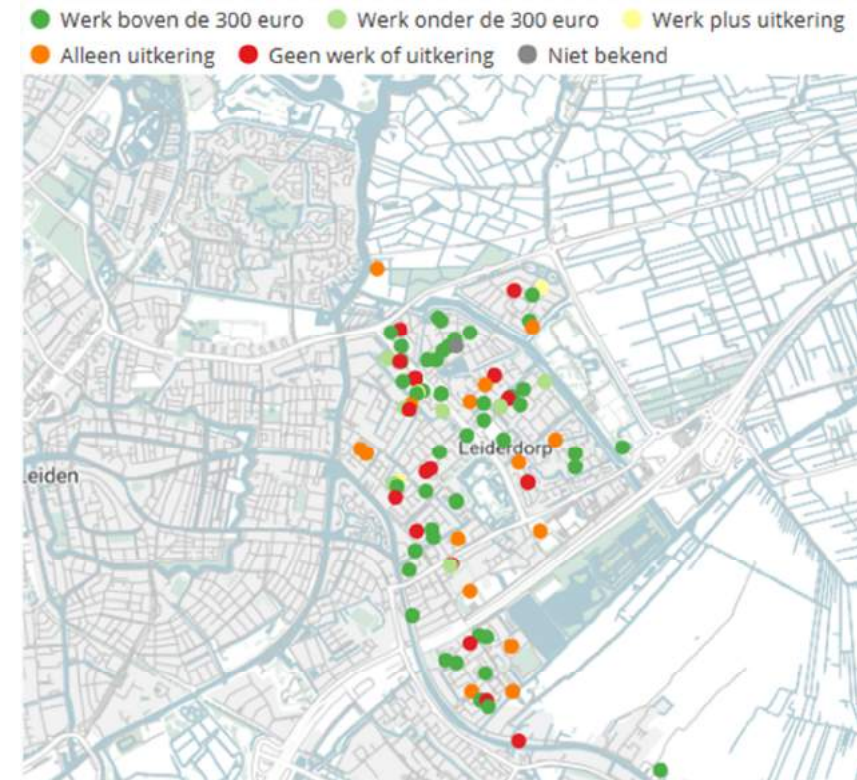 Werk boven de 300 euro Werk onder de 300 euro Werk plus uitkering
Alleen uitkering Geen werk of uitkering Niet bekend
Leiderdorp
eiden